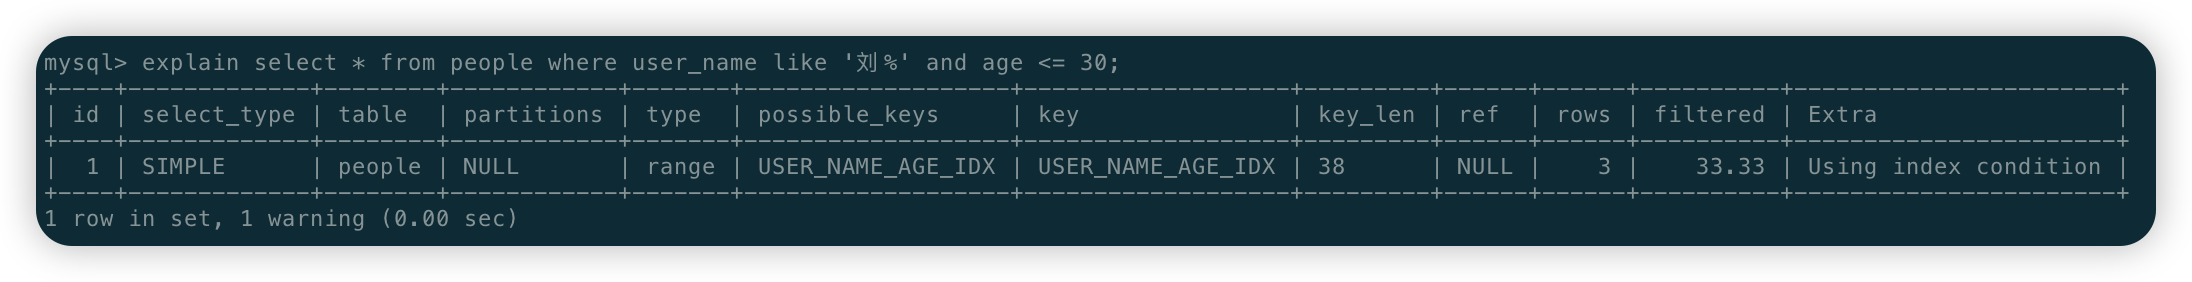 mysql> explain select * from people where user_name like '刘%' and age <= 30;
+----+-------------+--------+------------+-------+-------------------+-------------------+---------+------+------+----------+-----------------------+
| id | select_type | table  | partitions | type  | possible_keys     | key               | key_len | ref  | rows | filtered | Extra                 |
+----+-------------+--------+------------+-------+-------------------+-------------------+---------+------+------+----------+-----------------------+
|  1 | SIMPLE      | people | NULL       | range | USER_NAME_AGE_IDX | USER_NAME_AGE_IDX | 38      | NULL |    3 |    33.33 | Using index condition |
+----+-------------+--------+------------+-------+-------------------+-------------------+---------+------+------+----------+-----------------------+
1 row in set, 1 warning (0.00 sec)